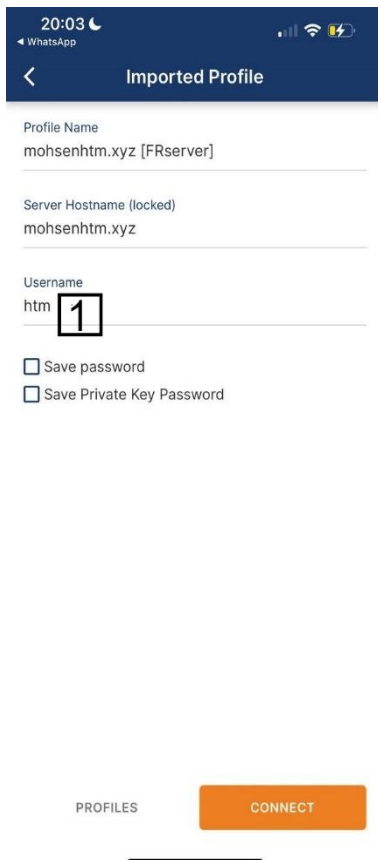 20:03
◀ WhatsApp
Imported Profile
Profile Name
mohsenhtm.xyz [FRserver]
Server Hostname (locked)
mohsenhtm.xyz
Username
htm
1
Save password
Save Private Key Password
PROFILES
CONNECT